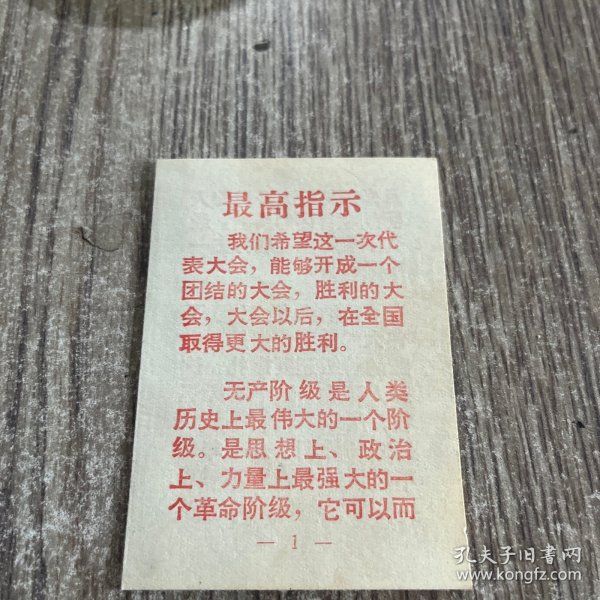 最高指示
我们希望这一次代
表大会，能够开成一个
团结的大会，胜利的大
会，大会以后，在全国
取得更大的胜利。
无产阶级是人类
历史上最伟大的一个阶
级。是思想上、政治
上、力量上最强大的一
个革命阶级，它可以而
— 1 —
孔夫子旧书网
www.kongfz.com